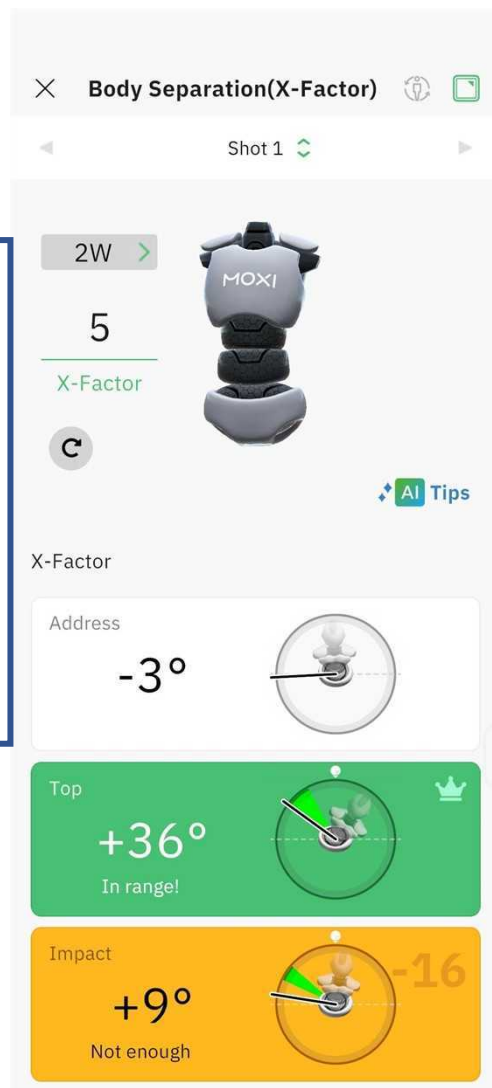 Body Separation(X-Factor)
Shot 1
2W
MOXI
5
X-Factor
AI Tips
X-Factor
Address
-3°
Top
+36°
In range!
Impact
-16
+9°
Not enough